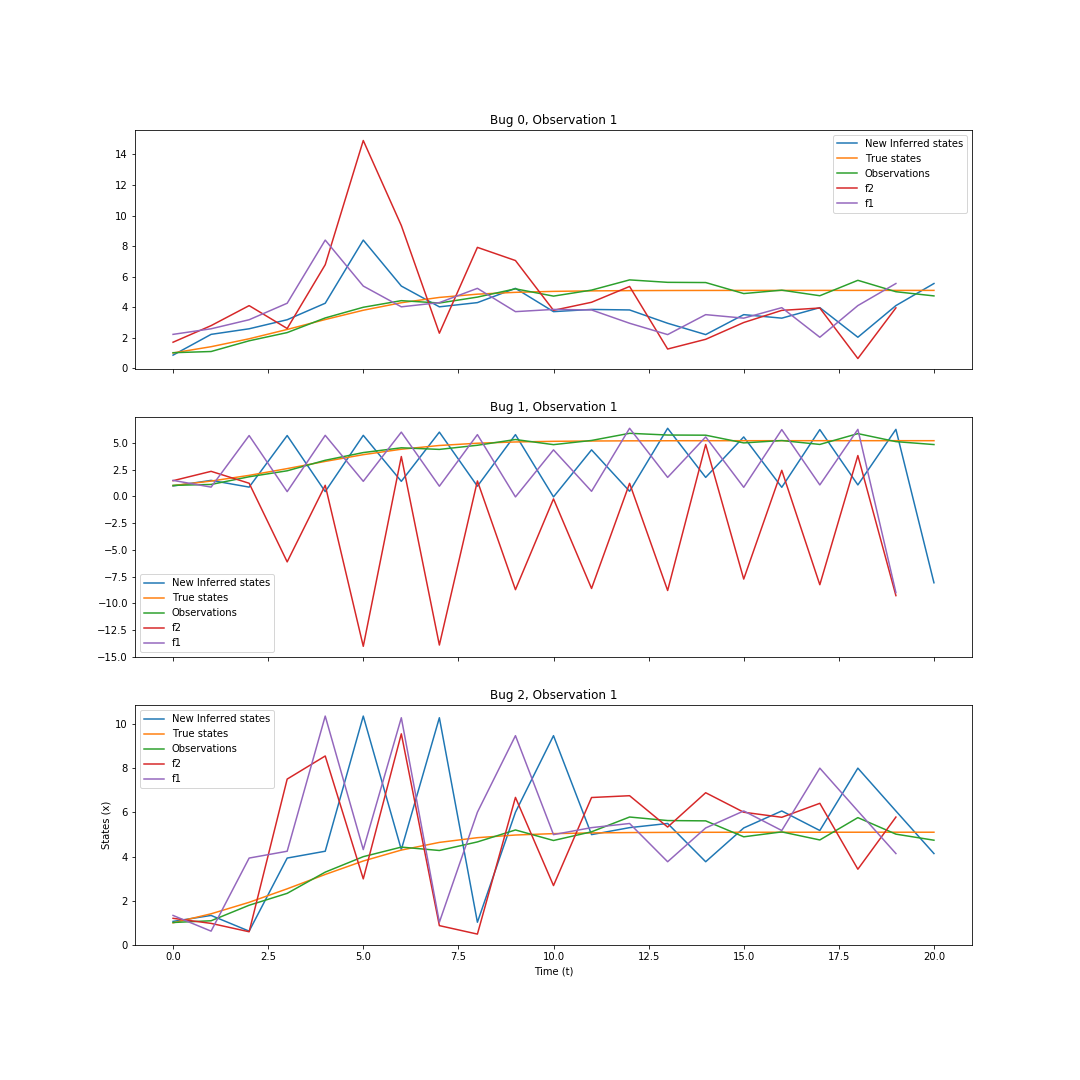 Bug 0, Observation 1
14
12
10
8
6
4
2
0
New Inferred states
True states
Observations
f2
f1
Bug 1, Observation 1
5.0
2.5
0.0
−2.5
−5.0
−7.5
−10.0
−12.5
−15.0
New Inferred states
True states
Observations
f2
f1
Bug 2, Observation 1
10
8
6
4
2
0
States (x)
New Inferred states
True states
Observations
f2
f1
0.0 2.5 5.0 7.5 10.0 12.5 15.0 17.5 20.0
Time (t)